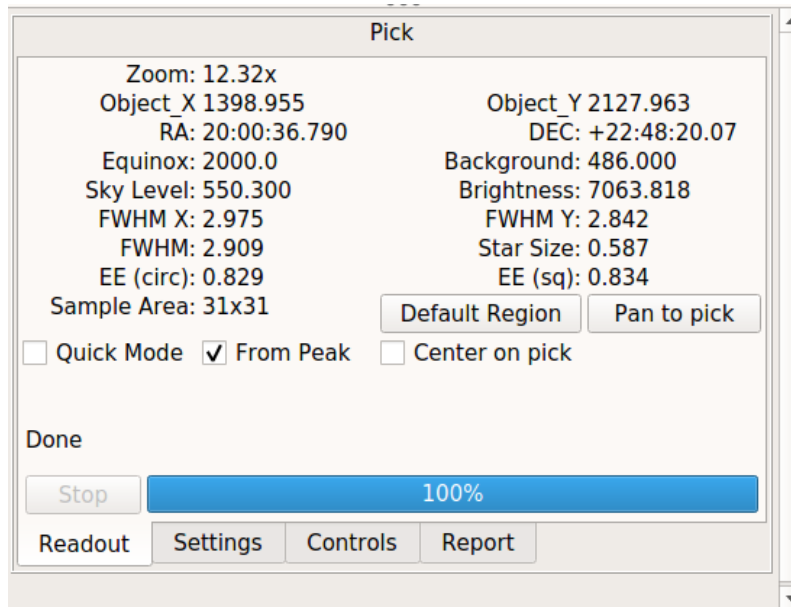 Pick
Zoom: 12.32x
Object_X 1398.955 Object_Y 2127.963
RA: 20:00:36.790 DEC: +22:48:20.07
Equinox: 2000.0 Background: 486.000
Sky Level: 550.300 Brightness: 7063.818
FWHM X: 2.975 FWHM Y: 2.842
FWHM: 2.909 Star Size: 0.587
EE (circ): 0.829 EE (sq): 0.834
Sample Area: 31x31 Default Region Pan to pick
Quick Mode From Peak Center on pick
Done
Stop 100%
Readout Settings Controls Report